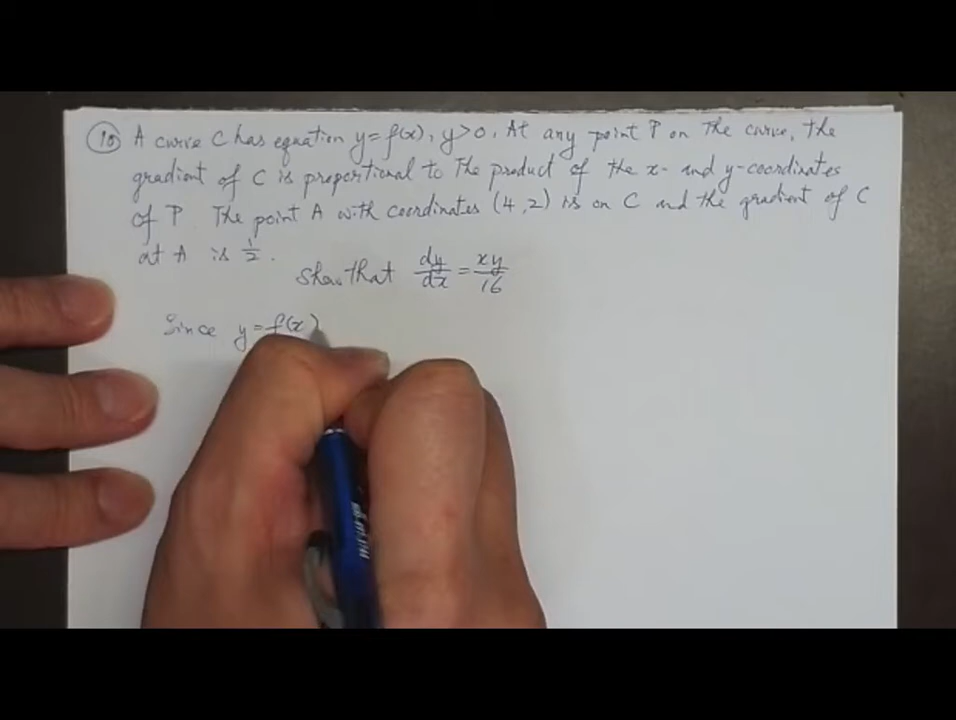 10 A curve C has equation y=f(x), y>0. At any point P on the curve, the
gradient of C is proportional to the product of the x- and y-coordinates
of P The point A with coordinates (4,2) is on C and the gradient of C
at A is 1/2.
show that dy/dx = xy/16
Since y=f(x)